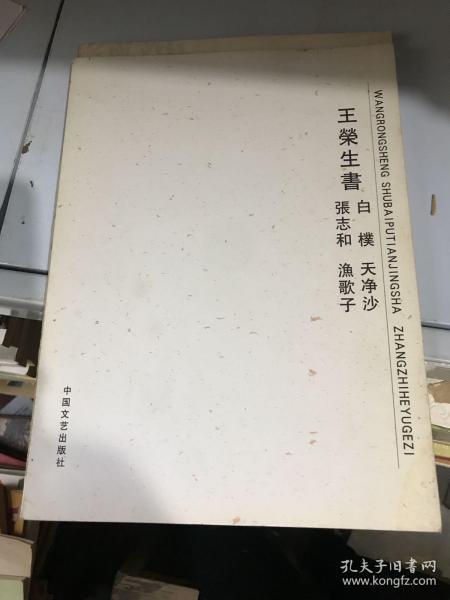 WANGRONGSHENG SHUBAIPUTIANJINGSHA ZHANGZHIHEYUGEZI
王榮生書
白樸 天净沙
張志和 漁歌子
中国文艺出版社
孔夫子旧书网
www.kongfz.com